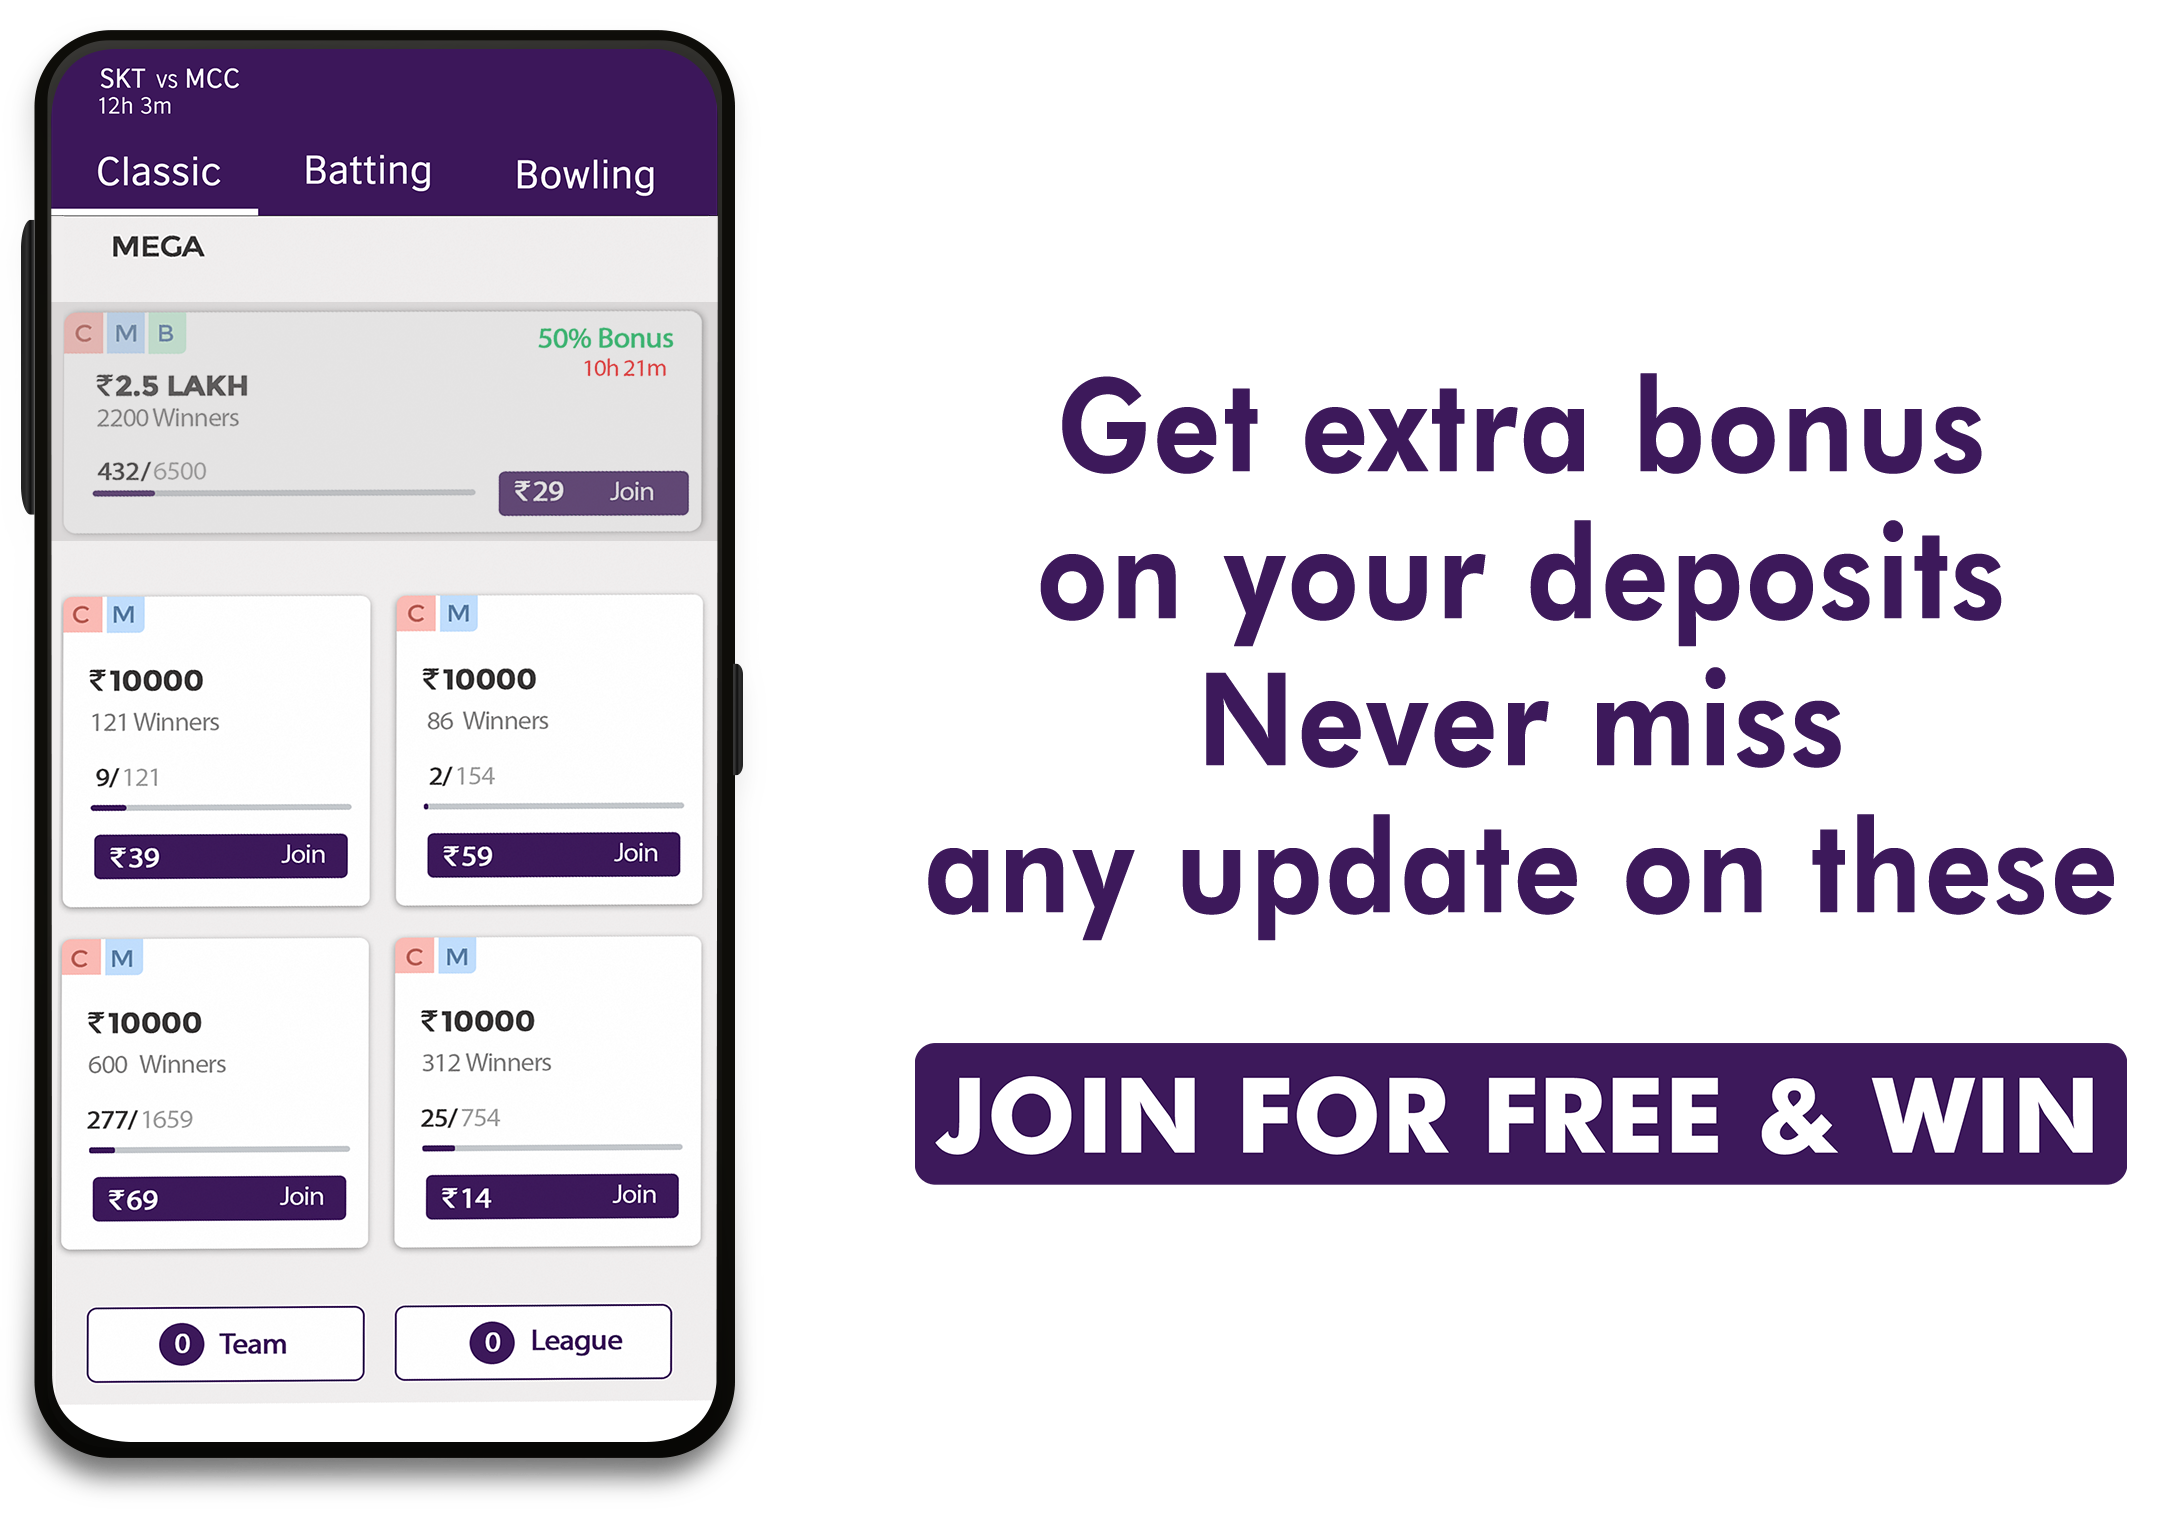 SKT vs MCC
12h 3m
Classic Batting Bowling
MEGA
C M B
50% Bonus
10h 21m
₹2.5 LAKH
2200 Winners
432/6500
₹29 Join
C M
₹10000
121 Winners
9/121
₹39 Join
C M
₹10000
86 Winners
2/154
₹59 Join
C M
₹10000
600 Winners
277/1659
₹69 Join
C M
₹10000
312 Winners
25/754
₹14 Join
0 Team
0 League
Get extra bonus
on your deposits
Never miss
any update on these
JOIN FOR FREE & WIN